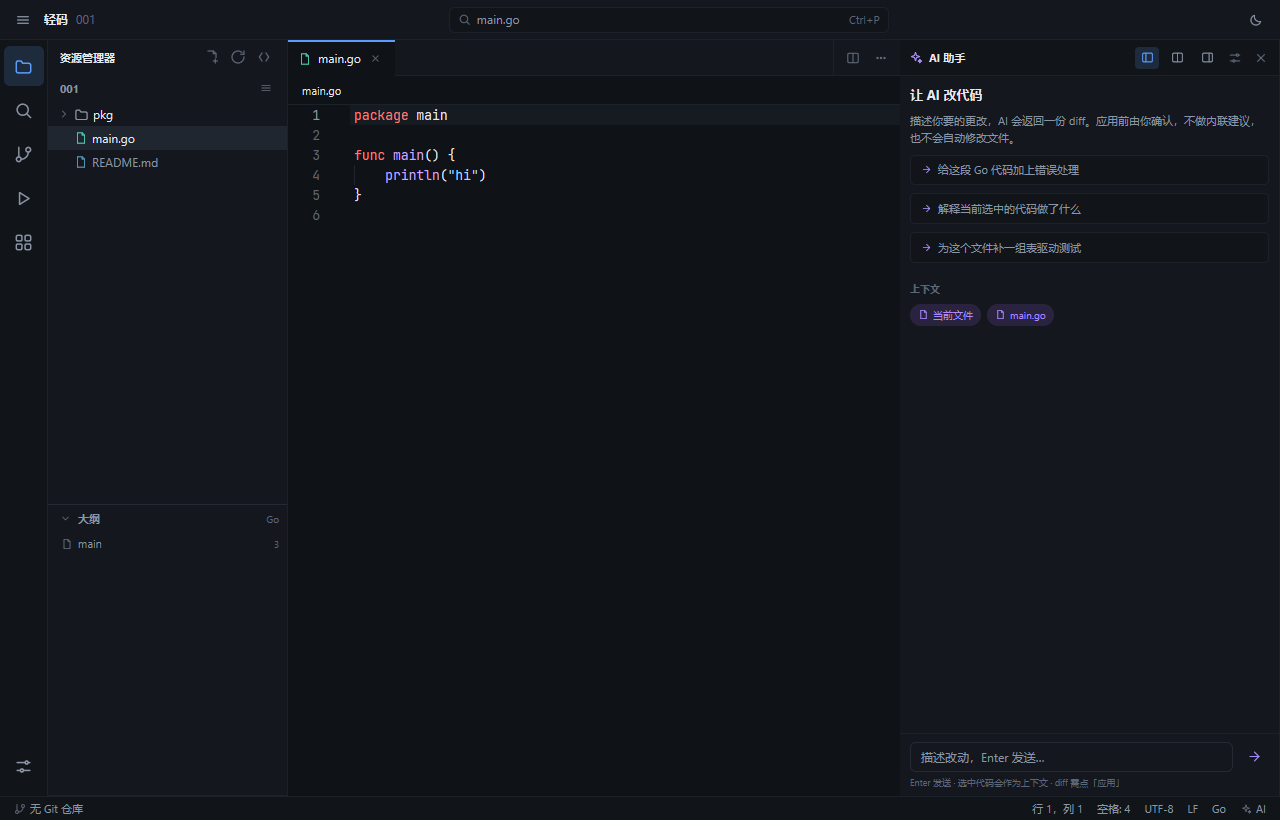 轻码 001
main.go Ctrl+P
资源管理器
001
pkg
main.go
README.md
大纲 Go
main 3
main.go
main.go
1 package main
2
3 func main() {
4 println("hi")
5 }
6
AI 助手
让 AI 改代码
描述你要的更改，AI 会返回一份 diff。应用前由你确认，不做内联建议，
也不会自动修改文件。
给这段 Go 代码加上错误处理
解释当前选中的代码做了什么
为这个文件补一组表驱动测试
上下文
当前文件 main.go
描述改动，Enter 发送...
Enter 发送 · 选中代码会作为上下文 · diff 需点「应用」
无 Git 仓库 行 1，列 1 空格: 4 UTF-8 LF Go AI